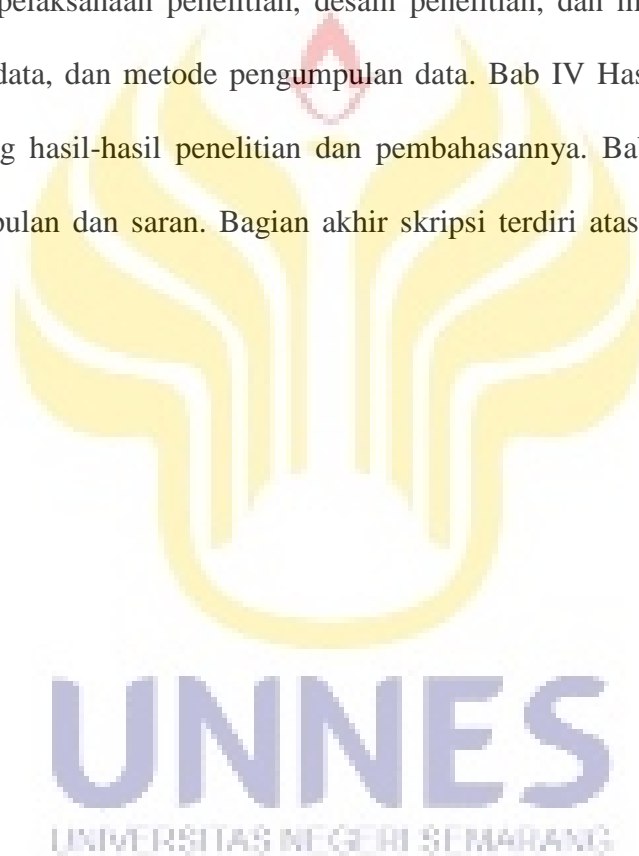 pelaksanaan penelitian, desain penelitian, dan
data, dan metode pengumpulan data. Bab IV Has
g hasil-hasil penelitian dan pembahasannya. Bab
pulan dan saran. Bagian akhir skripsi terdiri atas
UNNES
UNIVERSITAS NEGERI SEMARANG